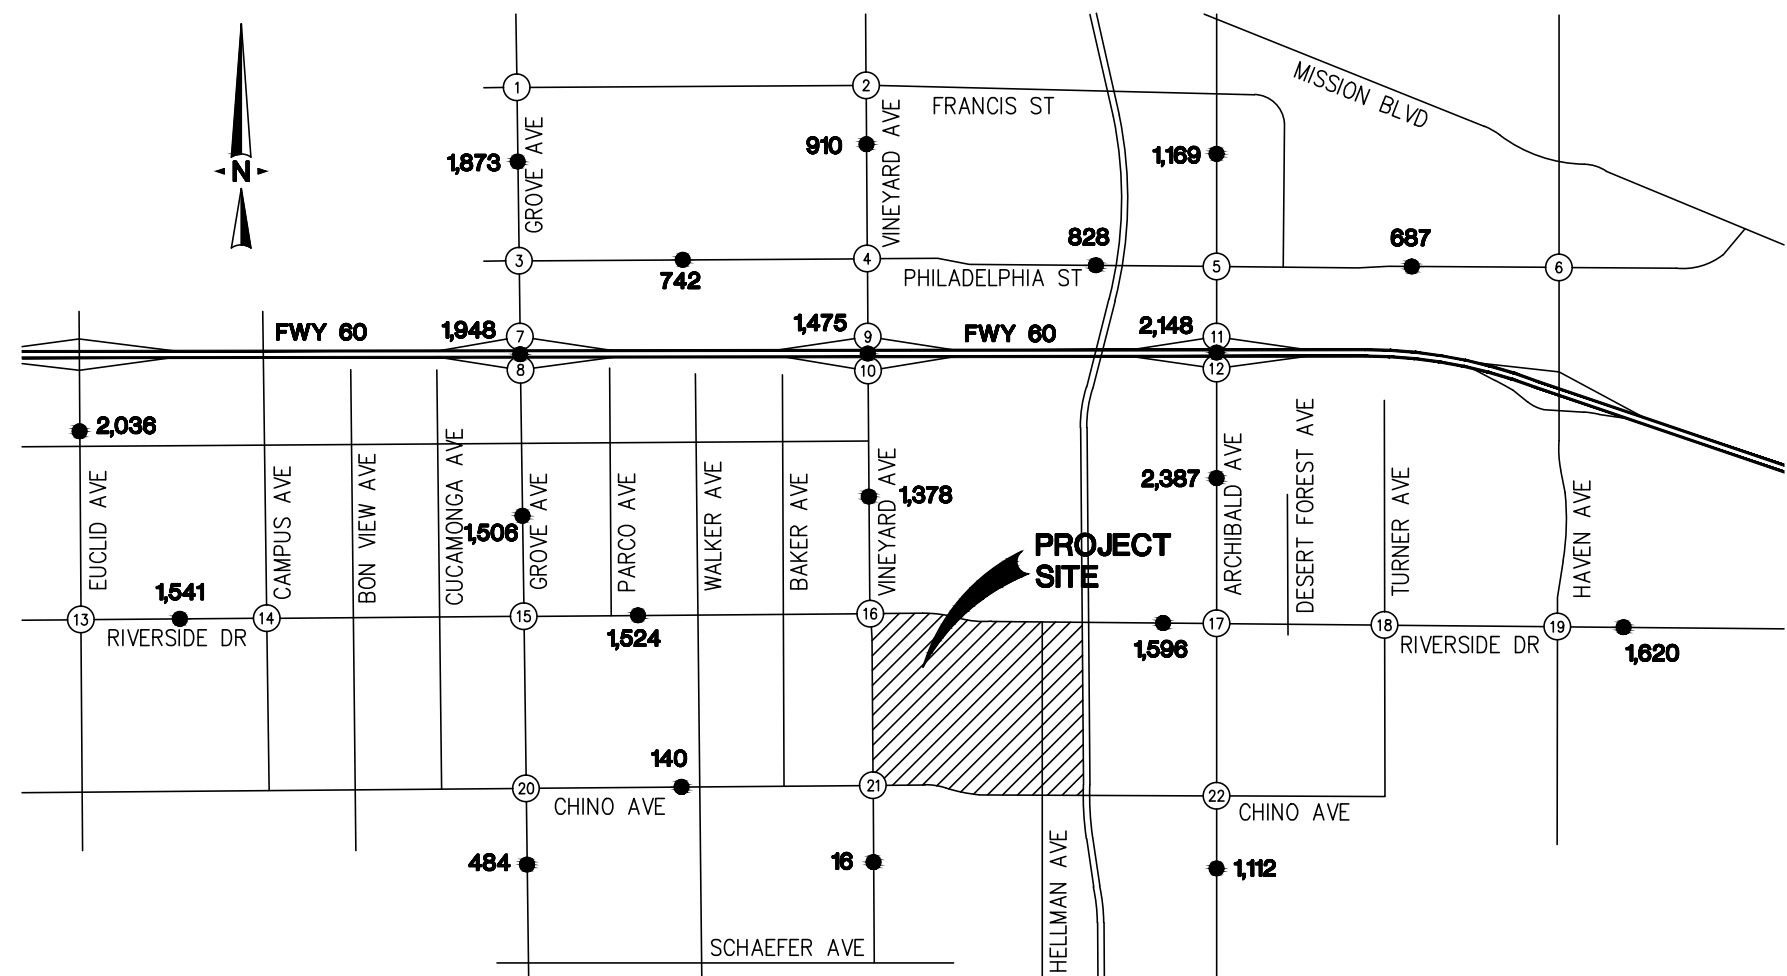 1
2
FRANCIS ST
MISSION BLVD
GROVE AVE
VINEYARD AVE
910
1,873
1,169
N
828
687
3
742
4
PHILADELPHIA ST
5
6
FWY 60
1,948
7
1,475
9
FWY 60
2,148
11
8
10
12
2,036
EUCLID AVE
CAMPUS AVE
BON VIEW AVE
CUCAMONGA AVE
1,506
GROVE AVE
PARCO AVE
WALKER AVE
BAKER AVE
VINEYARD AVE
1,378
2,387
ARCHIBALD AVE
DESERT FOREST AVE
TURNER AVE
HAVEN AVE
PROJECT
SITE
1,541
13
14
15
16
17
18
19
RIVERSIDE DR
1,524
1,596
RIVERSIDE DR
1,620
140
20
21
22
CHINO AVE
CHINO AVE
484
16
1,112
HELLMAN AVE
SCHAEFER AVE